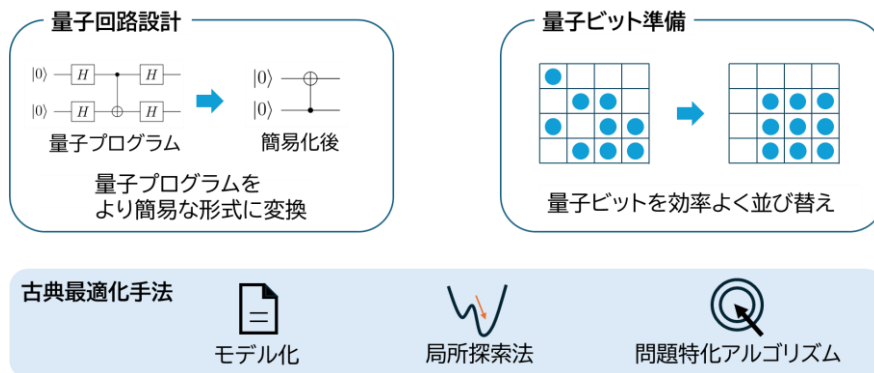 量子回路設計
|0⟩ H H |0⟩
|0⟩ H H |0⟩
量子プログラム 簡易化後
量子プログラムを
より簡易な形式に変換
量子ビット準備
量子ビットを効率よく並び替え
古典最適化手法
モデル化 局所探索法 問題特化アルゴリズム